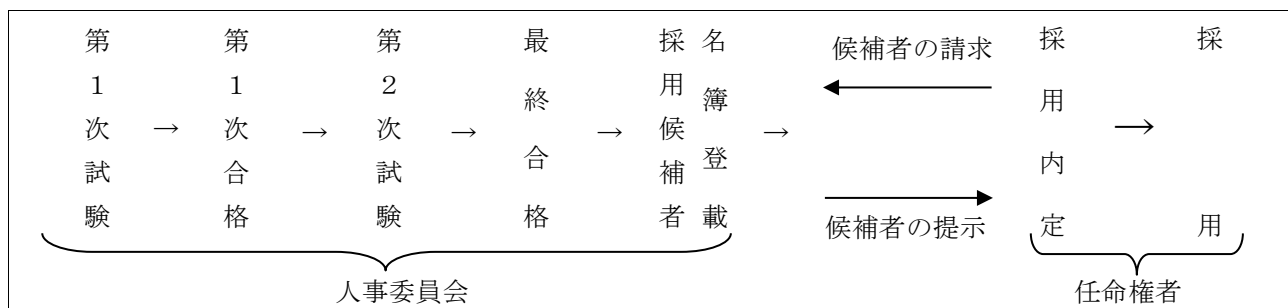 第１次試験
→
第１次合格
→
第２次試験
→
最終合格
→
採用候補者
名簿登載
→
候補者の請求
候補者の提示
採用内定
→
採用
人事委員会
任命権者